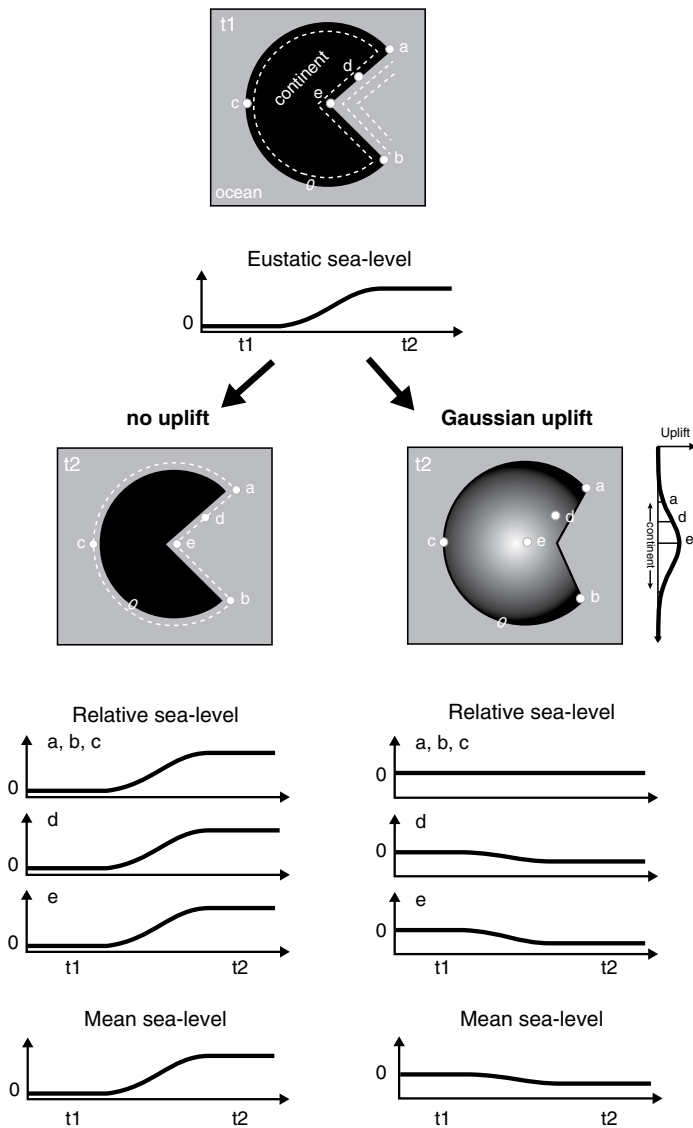 t1
a
d
continent
e
c
b
0
ocean
Eustatic sea-level
0
t1 t2
no uplift
Gaussian uplift
t2
a
d
c
e
b
0
t2
a
d
c
e
b
0
Uplift
a
d
e
continent
Relative sea-level
a, b, c
0
d
0
e
0
t1 t2
Mean sea-level
0
t1 t2
Relative sea-level
a, b, c
0
d
0
e
0
t1 t2
Mean sea-level
0
t1 t2